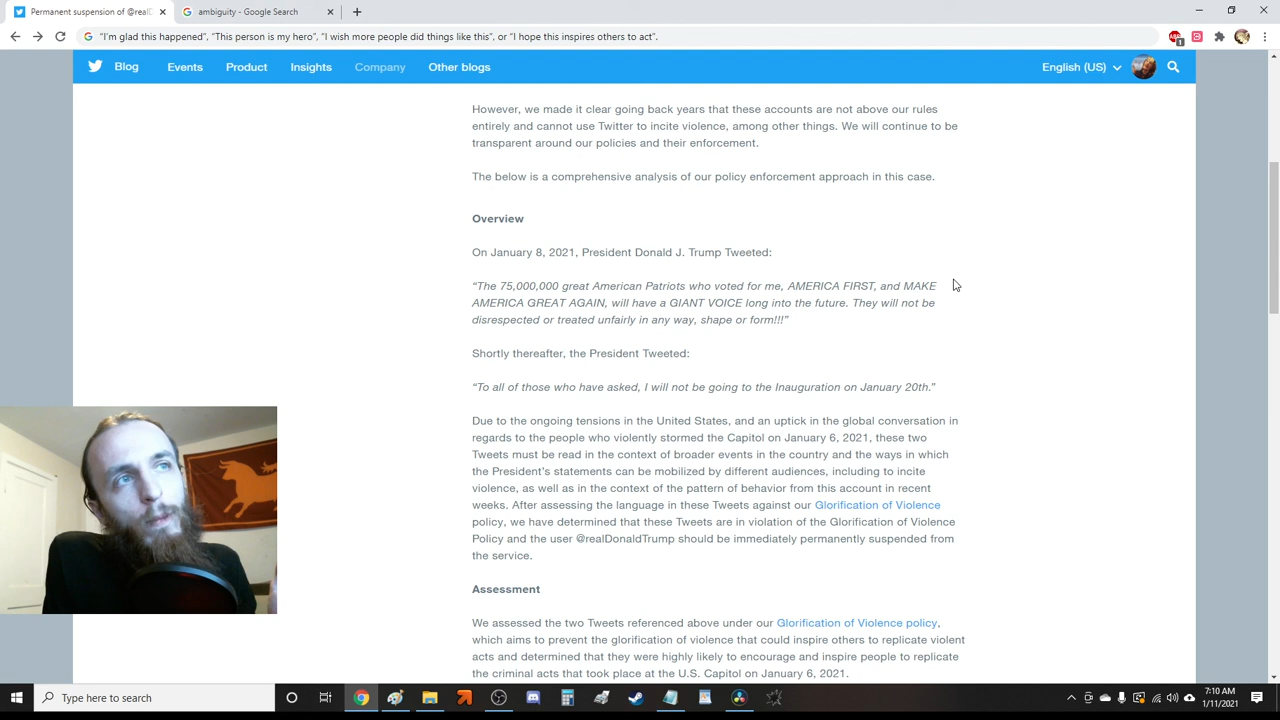 Permanent suspension of @realD
ambiguity - Google Search
"I'm glad this happened", "This person is my hero", "I wish more people did things like this", or "I hope this inspires others to act".
1
Blog
Events
Product
Insights
Company
Other blogs
English (US)
However, we made it clear going back years that these accounts are not above our rules
entirely and cannot use Twitter to incite violence, among other things. We will continue to be
transparent around our policies and their enforcement.
The below is a comprehensive analysis of our policy enforcement approach in this case.
Overview
On January 8, 2021, President Donald J. Trump Tweeted:
“The 75,000,000 great American Patriots who voted for me, AMERICA FIRST, and MAKE
AMERICA GREAT AGAIN, will have a GIANT VOICE long into the future. They will not be
disrespected or treated unfairly in any way, shape or form!!!”
Shortly thereafter, the President Tweeted:
“To all of those who have asked, I will not be going to the Inauguration on January 20th.”
Due to the ongoing tensions in the United States, and an uptick in the global conversation in
regards to the people who violently stormed the Capitol on January 6, 2021, these two
Tweets must be read in the context of broader events in the country and the ways in which
the President’s statements can be mobilized by different audiences, including to incite
violence, as well as in the context of the pattern of behavior from this account in recent
weeks. After assessing the language in these Tweets against our Glorification of Violence
policy, we have determined that these Tweets are in violation of the Glorification of Violence
Policy and the user @realDonaldTrump should be immediately permanently suspended from
the service.
Assessment
We assessed the two Tweets referenced above under our Glorification of Violence policy,
which aims to prevent the glorification of violence that could inspire others to replicate violent
acts and determined that they were highly likely to encourage and inspire people to replicate
the criminal acts that took place at the U.S. Capitol on January 6, 2021.
Type here to search
7:10 AM
1/11/2021